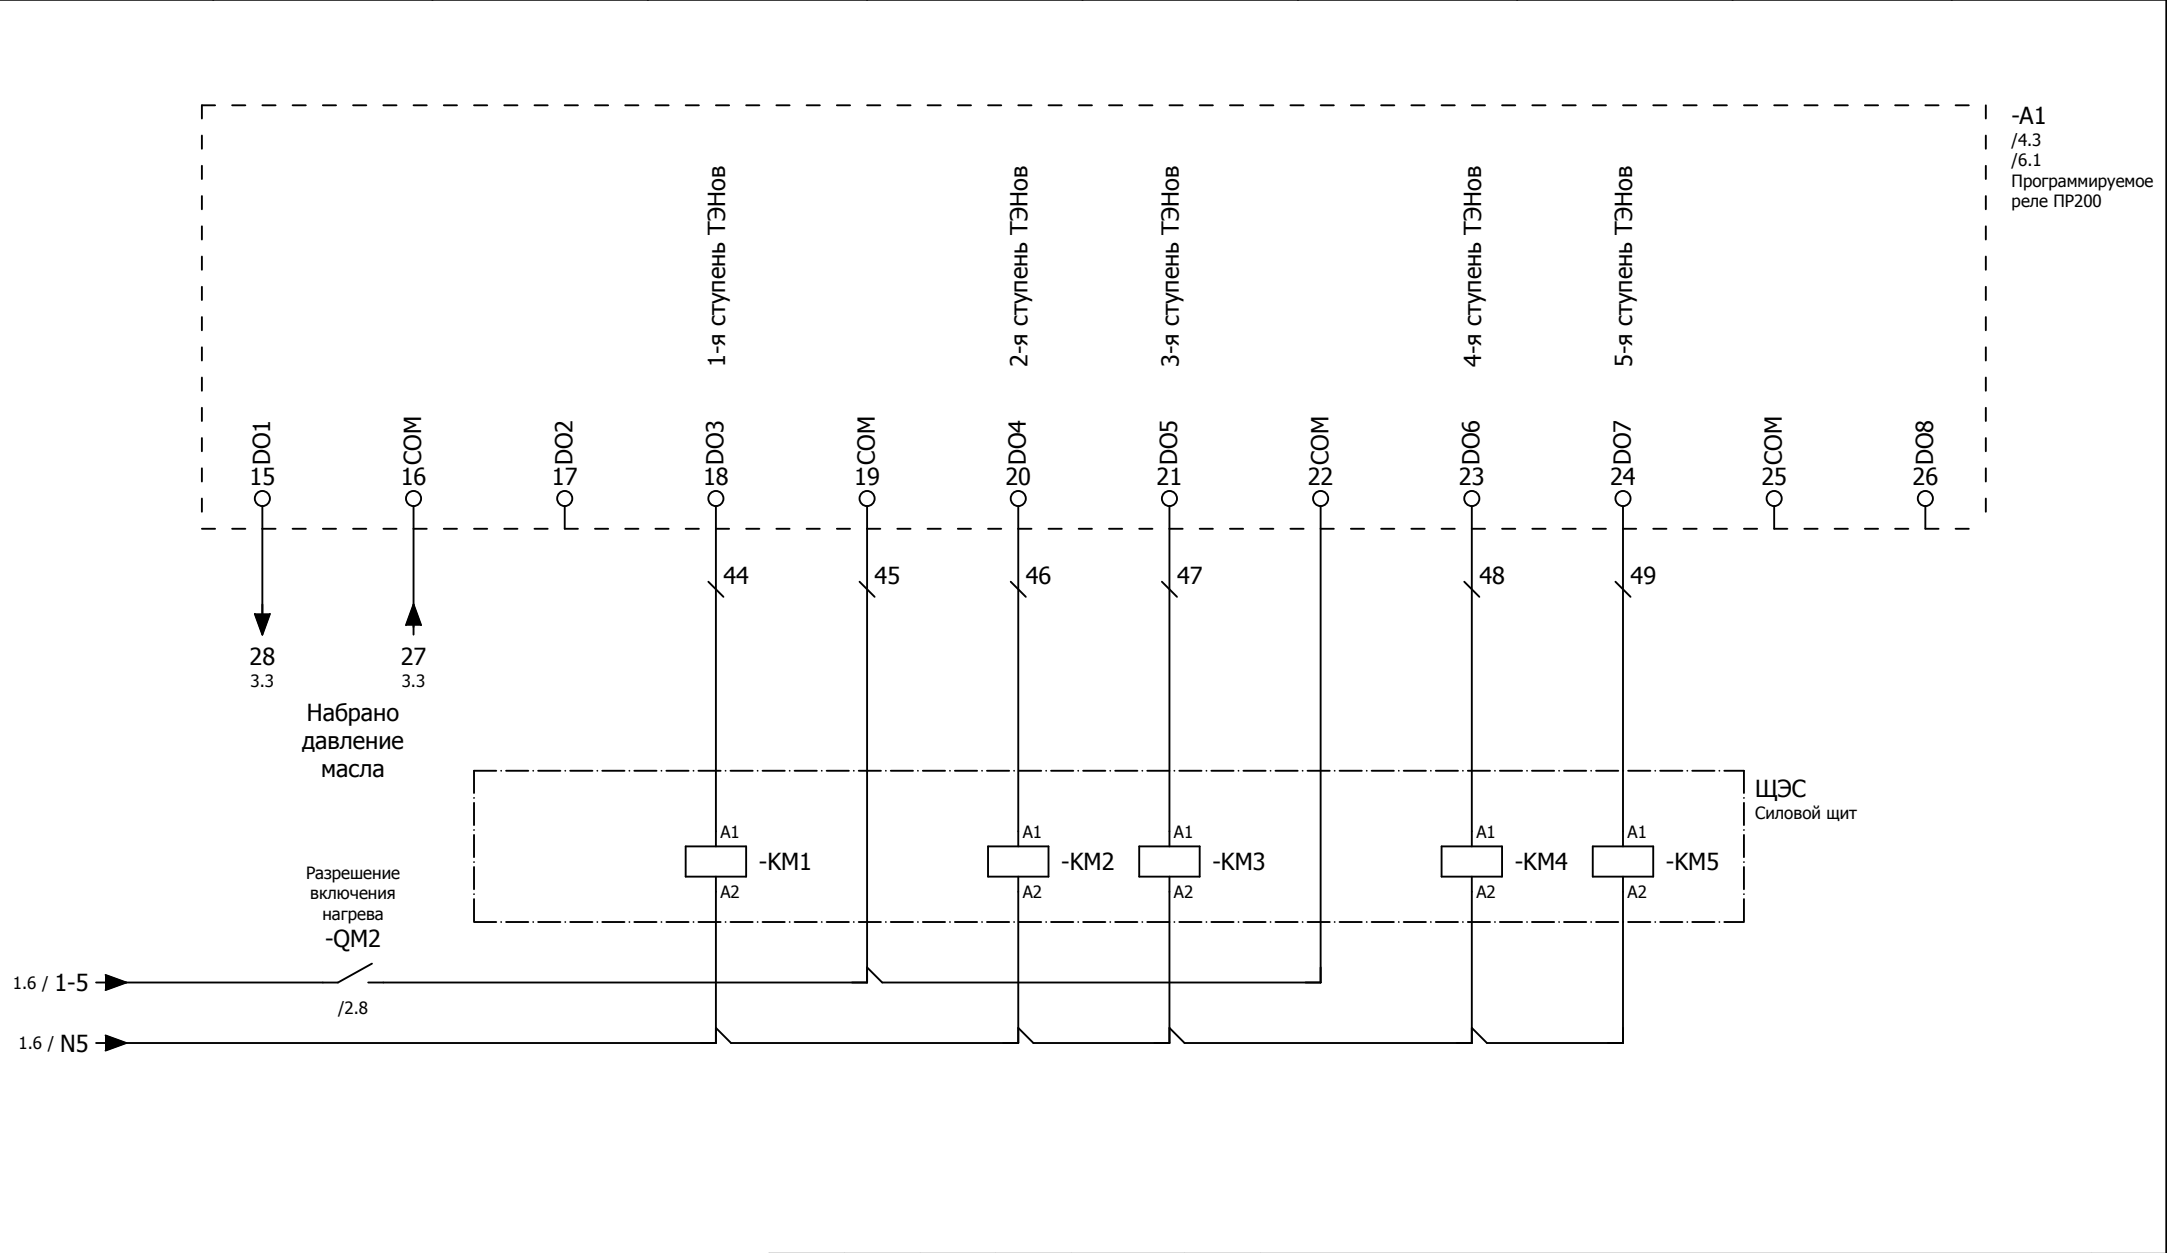 -A1
/4.3
/6.1
Программируемое
реле ПР200
1-я ступень ТЭНов
2-я ступень ТЭНов
3-я ступень ТЭНов
4-я ступень ТЭНов
5-я ступень ТЭНов
DO1
COM
DO2
DO3
COM
DO4
DO5
COM
DO6
DO7
COM
DO8
15
16
17
18
19
20
21
22
23
24
25
26
44
45
46
47
48
49
28
3.3
27
3.3
Набрано
давление
масла
ЩЭС
Силовой щит
A1
-KM1
A2
A1
-KM2
A2
A1
-KM3
A2
A1
-KM4
A2
A1
-KM5
A2
Разрешение
включения
нагрева
-QM2
1.6 / 1-5
/2.8
1.6 / N5